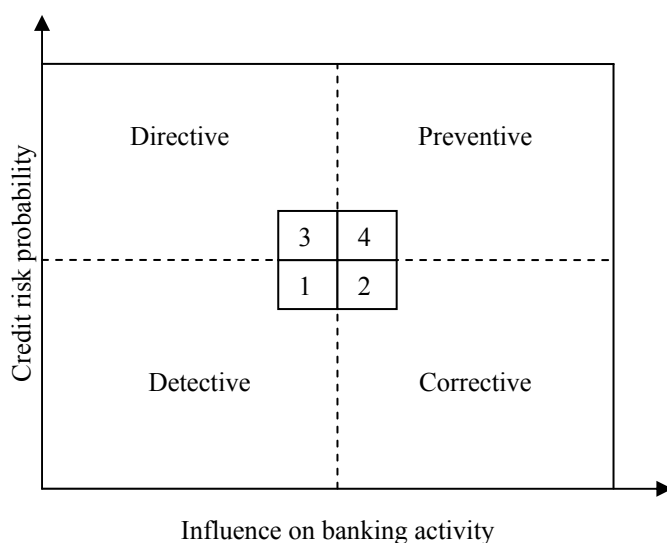 Credit risk probability
Directive Preventive
3 4
1 2
Detective Corrective
Influence on banking activity